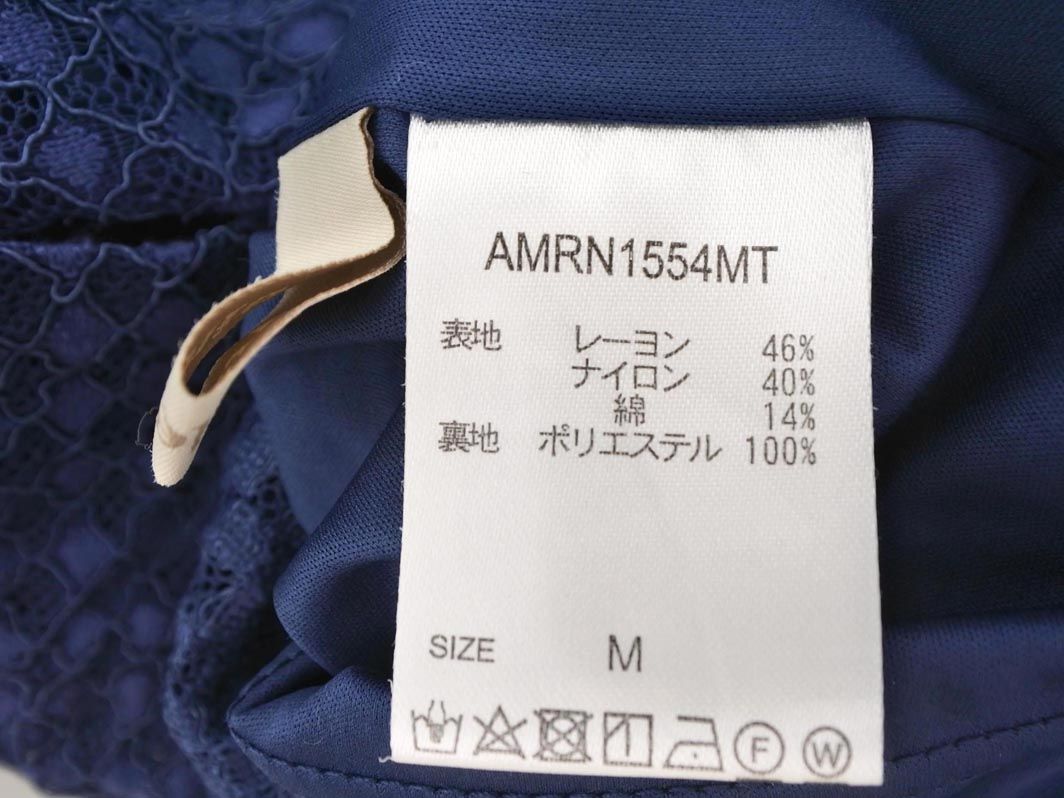 AMRN1554MT
表地 レーヨン 46%
ナイロン 40%
綿 14%
裏地 ポリエステル 100%
SIZE M
F W